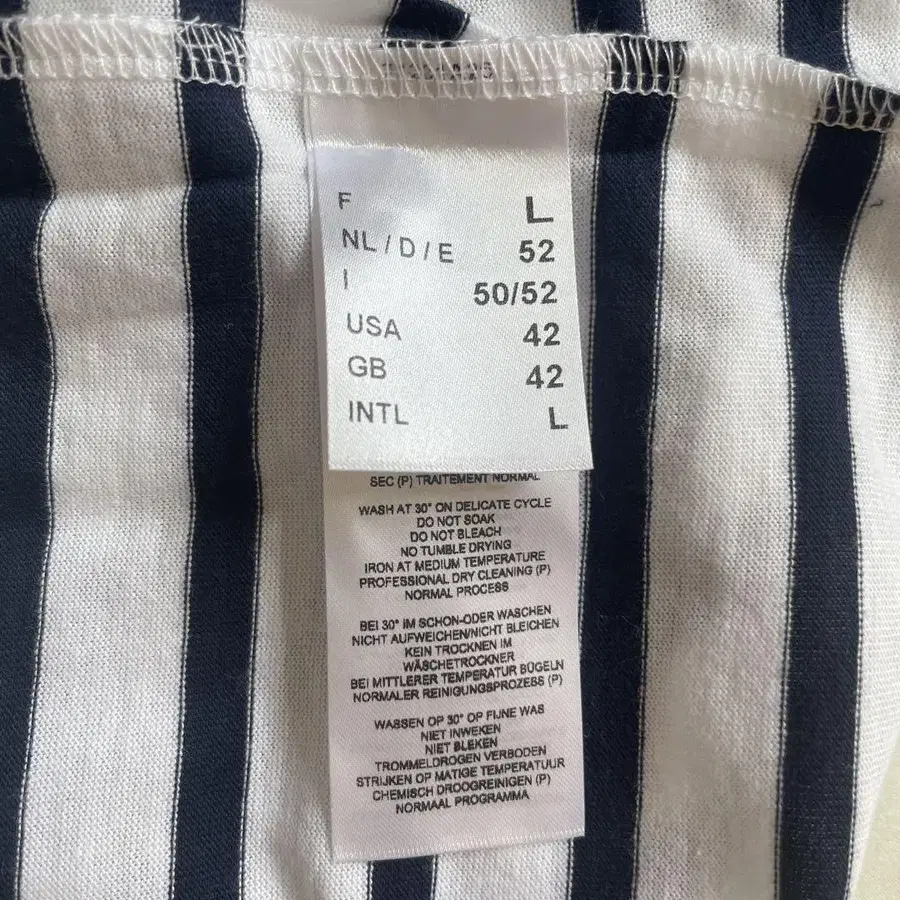 F L
NL / D / E 52
I 50/52
USA 42
GB 42
INTL L
SEC (P) TRAITEMENT NORMAL
WASH AT 30° ON DELICATE CYCLE
DO NOT SOAK
DO NOT BLEACH
NO TUMBLE DRYING
IRON AT MEDIUM TEMPERATURE
PROFESSIONAL DRY CLEANING (P)
NORMAL PROCESS
BEI 30° IM SCHON-ODER WASCHEN
NICHT AUFWEICHEN/NICHT BLEICHEN
KEIN TROCKNEN IM
WÄSCHETROCKNER
BEI MITTLERER TEMPERATUR BÜGELN
NORMALER REINIGUNGSPROZESS (P)
WASSEN OP 30° OP FIJNE WAS
NIET INWEKEN
NIET BLEKEN
TROMMELDROGEN VERBODEN
STRIJKEN OP MATIGE TEMPERATUUR
CHEMISCH DROOGREINIGEN (P)
NORMAAL PROGRAMMA